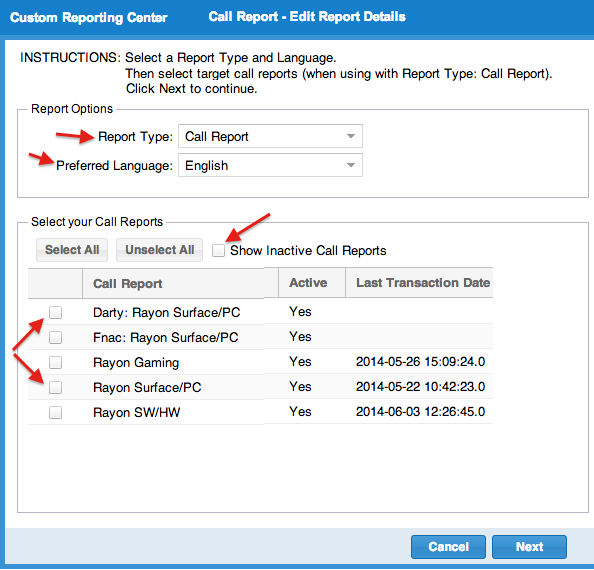 Custom Reporting Center Call Report - Edit Report Details
INSTRUCTIONS: Select a Report Type and Language.
Then select target call reports (when using with Report Type: Call Report).
Click Next to continue.
Report Options
Report Type: Call Report
Preferred Language: English
Select your Call Reports
Select All Unselect All Show Inactive Call Reports
Call Report Active Last Transaction Date
Darty: Rayon Surface/PC Yes
Fnac: Rayon Surface/PC Yes
Rayon Gaming Yes 2014-05-26 15:09:24.0
Rayon Surface/PC Yes 2014-05-22 10:42:23.0
Rayon SW/HW Yes 2014-06-03 12:26:45.0
Cancel Next